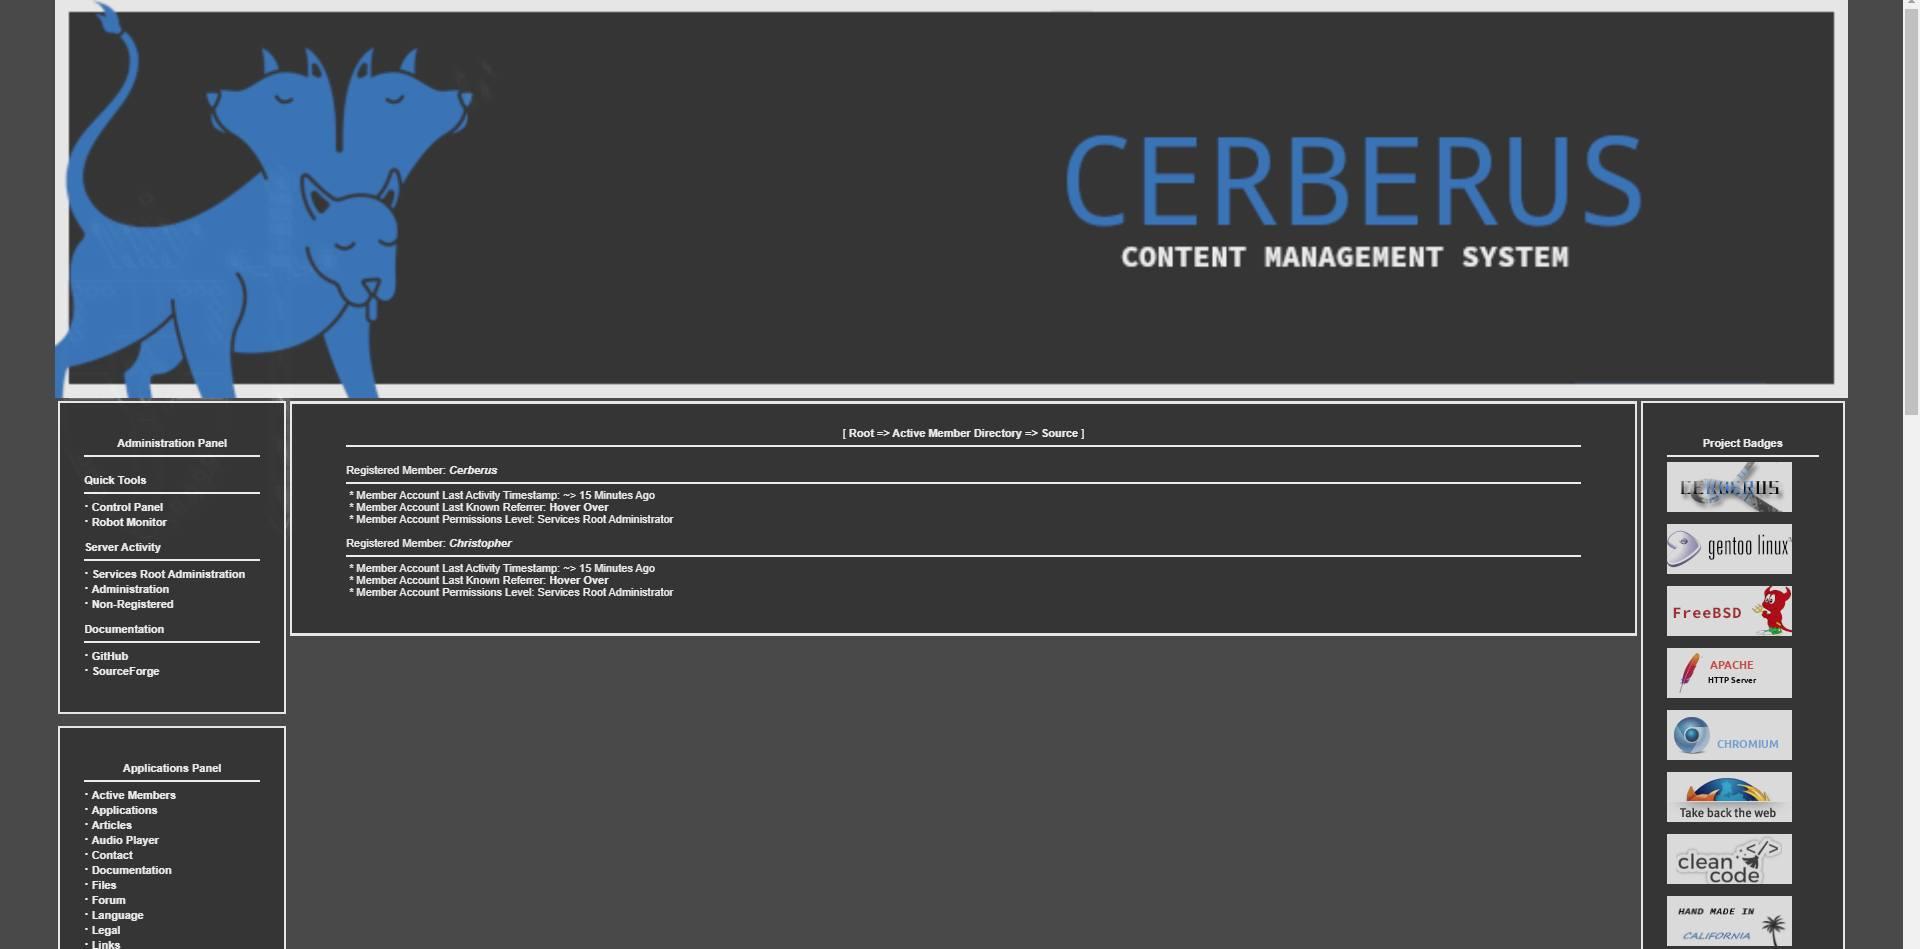 CERBERUS
CONTENT MANAGEMENT SYSTEM
Administration Panel
Quick Tools
· Control Panel
· Robot Monitor
Server Activity
· Services Root Administration
· Administration
· Non-Registered
Documentation
· GitHub
· SourceForge
Applications Panel
· Active Members
· Applications
· Articles
· Audio Player
· Contact
· Documentation
· Files
· Forum
· Language
· Legal
· Links
[ Root => Active Member Directory => Source ]
Registered Member: Cerberus
* Member Account Last Activity Timestamp: ~> 15 Minutes Ago
* Member Account Last Known Referrer: Hover Over
* Member Account Permissions Level: Services Root Administrator
Registered Member: Christopher
* Member Account Last Activity Timestamp: ~> 15 Minutes Ago
* Member Account Last Known Referrer: Hover Over
* Member Account Permissions Level: Services Root Administrator
Project Badges
CERBERUS
gentoo linux
FreeBSD
APACHE
HTTP Server
CHROMIUM
Take back the web
clean </>
code
HAND MADE IN
CALIFORNIA